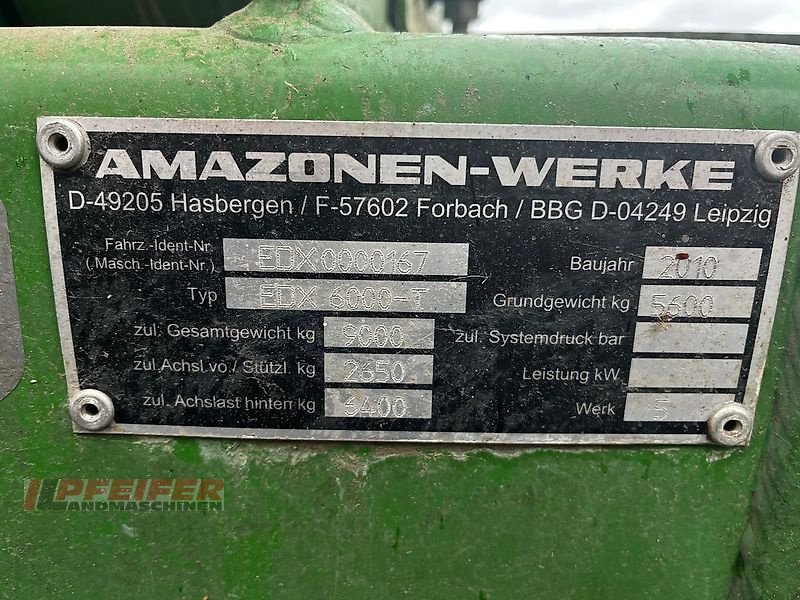 AMAZONEN-WERKE
D-49205 Hasbergen / F-57602 Forbach / BBG D-04249 Leipzig
Fahrz.-Ident-Nr.
(.Masch.-Ident-Nr.) EDX0000167
Baujahr 2010
Typ EDX 6000-T
Grundgewicht kg 5600
zul. Gesamtgewicht kg 9000
zul. Systemdruck bar
zul.Achsl.vo./ Stützl. kg 2650
Leistung kW
zul. Achslast hinten kg 6400
Werk 5
PFEIFER
LANDMASCHINEN